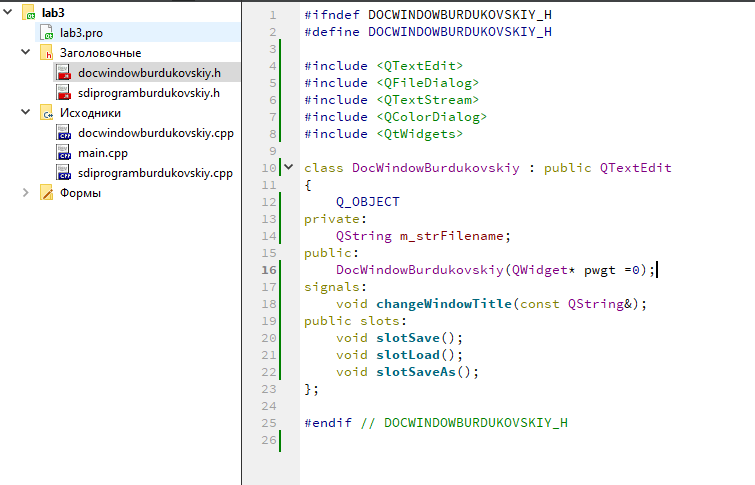 lab3
lab3.pro
Заголовочные
docwindowburdukovskiy.h
sdiprogramburdukovskiy.h
Исходники
docwindowburdukovskiy.cpp
main.cpp
sdiprogramburdukovskiy.cpp
Формы
1 #ifndef DOCWINDOWBURDUKOVSKIY_H
2 #define DOCWINDOWBURDUKOVSKIY_H
3
4 #include <QTextEdit>
5 #include <QFileDialog>
6 #include <QTextStream>
7 #include <QColorDialog>
8 #include <QtWidgets>
9
10 class DocWindowBurdukovskiy : public QTextEdit
11 {
12     Q_OBJECT
13 private:
14     QString m_strFilename;
15 public:
16     DocWindowBurdukovskiy(QWidget* pwgt =0);
17 signals:
18     void changeWindowTitle(const QString&);
19 public slots:
20     void slotSave();
21     void slotLoad();
22     void slotSaveAs();
23 };
24
25 #endif // DOCWINDOWBURDUKOVSKIY_H
26